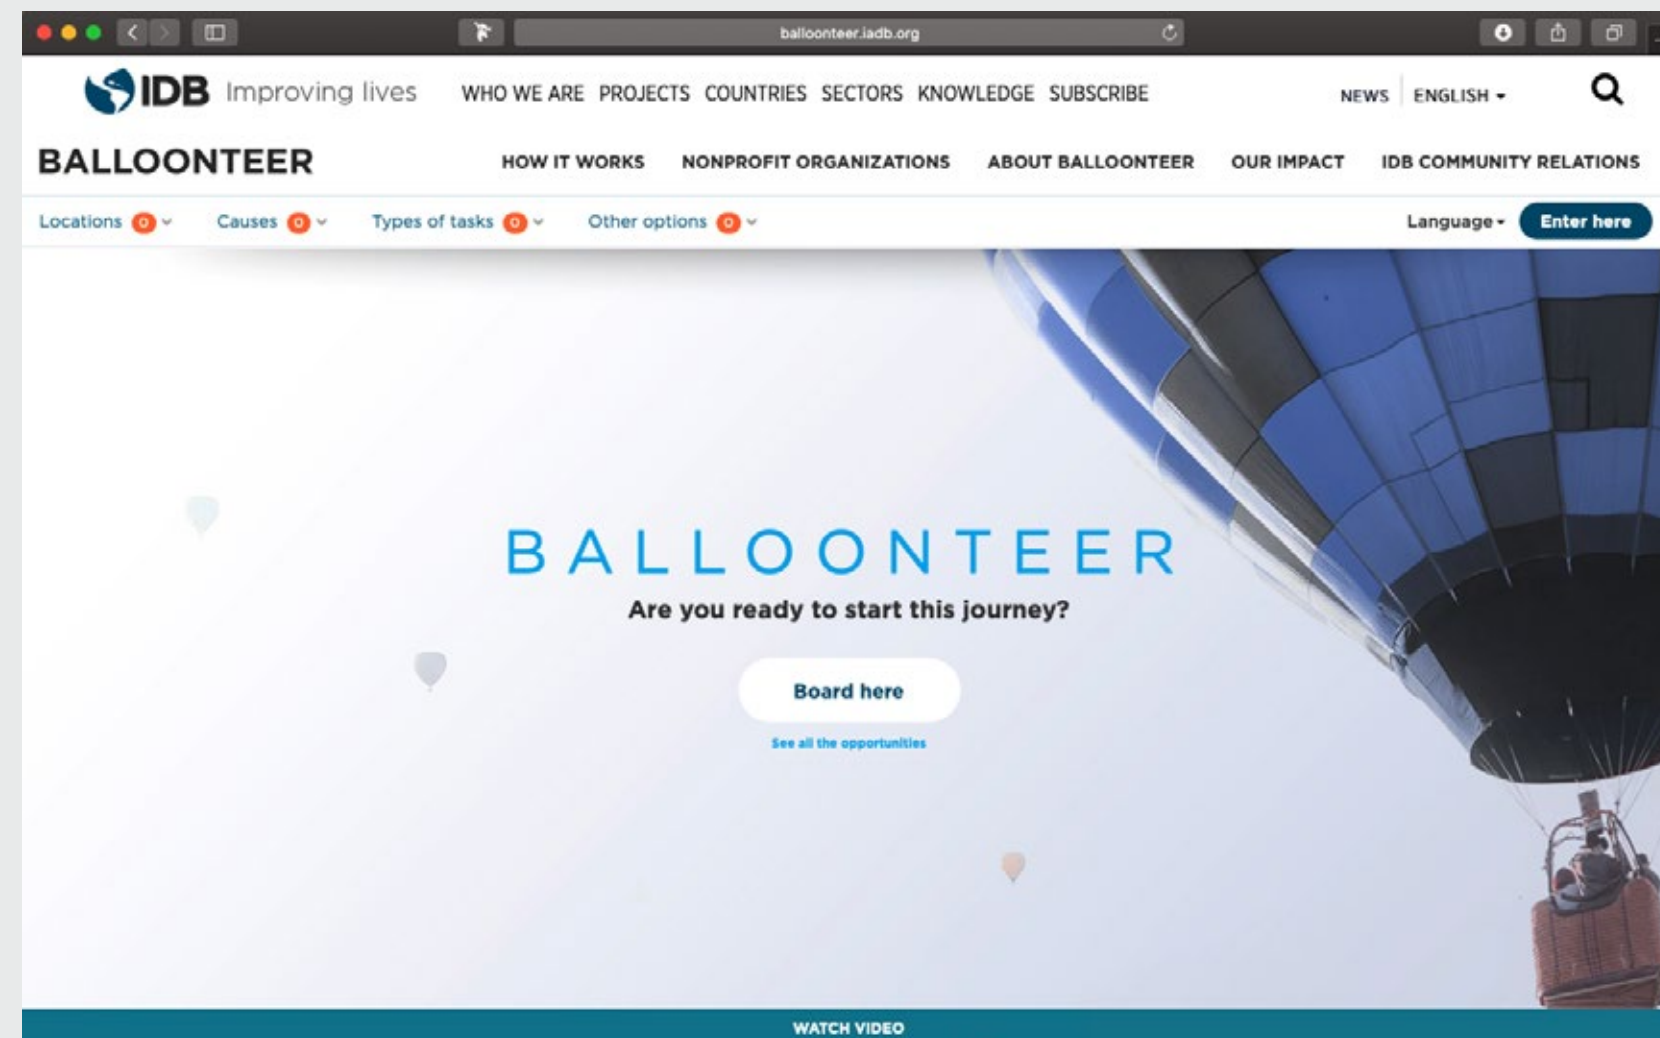 balloonteer.iadb.org
IDB Improving lives WHO WE ARE PROJECTS COUNTRIES SECTORS KNOWLEDGE SUBSCRIBE NEWS ENGLISH
BALLOONTEER HOW IT WORKS NONPROFIT ORGANIZATIONS ABOUT BALLOONTEER OUR IMPACT IDB COMMUNITY RELATIONS
Locations 0 Causes 0 Types of tasks 0 Other options 0 Language Enter here
BALLOONTEER
Are you ready to start this journey?
Board here
See all the opportunities
WATCH VIDEO